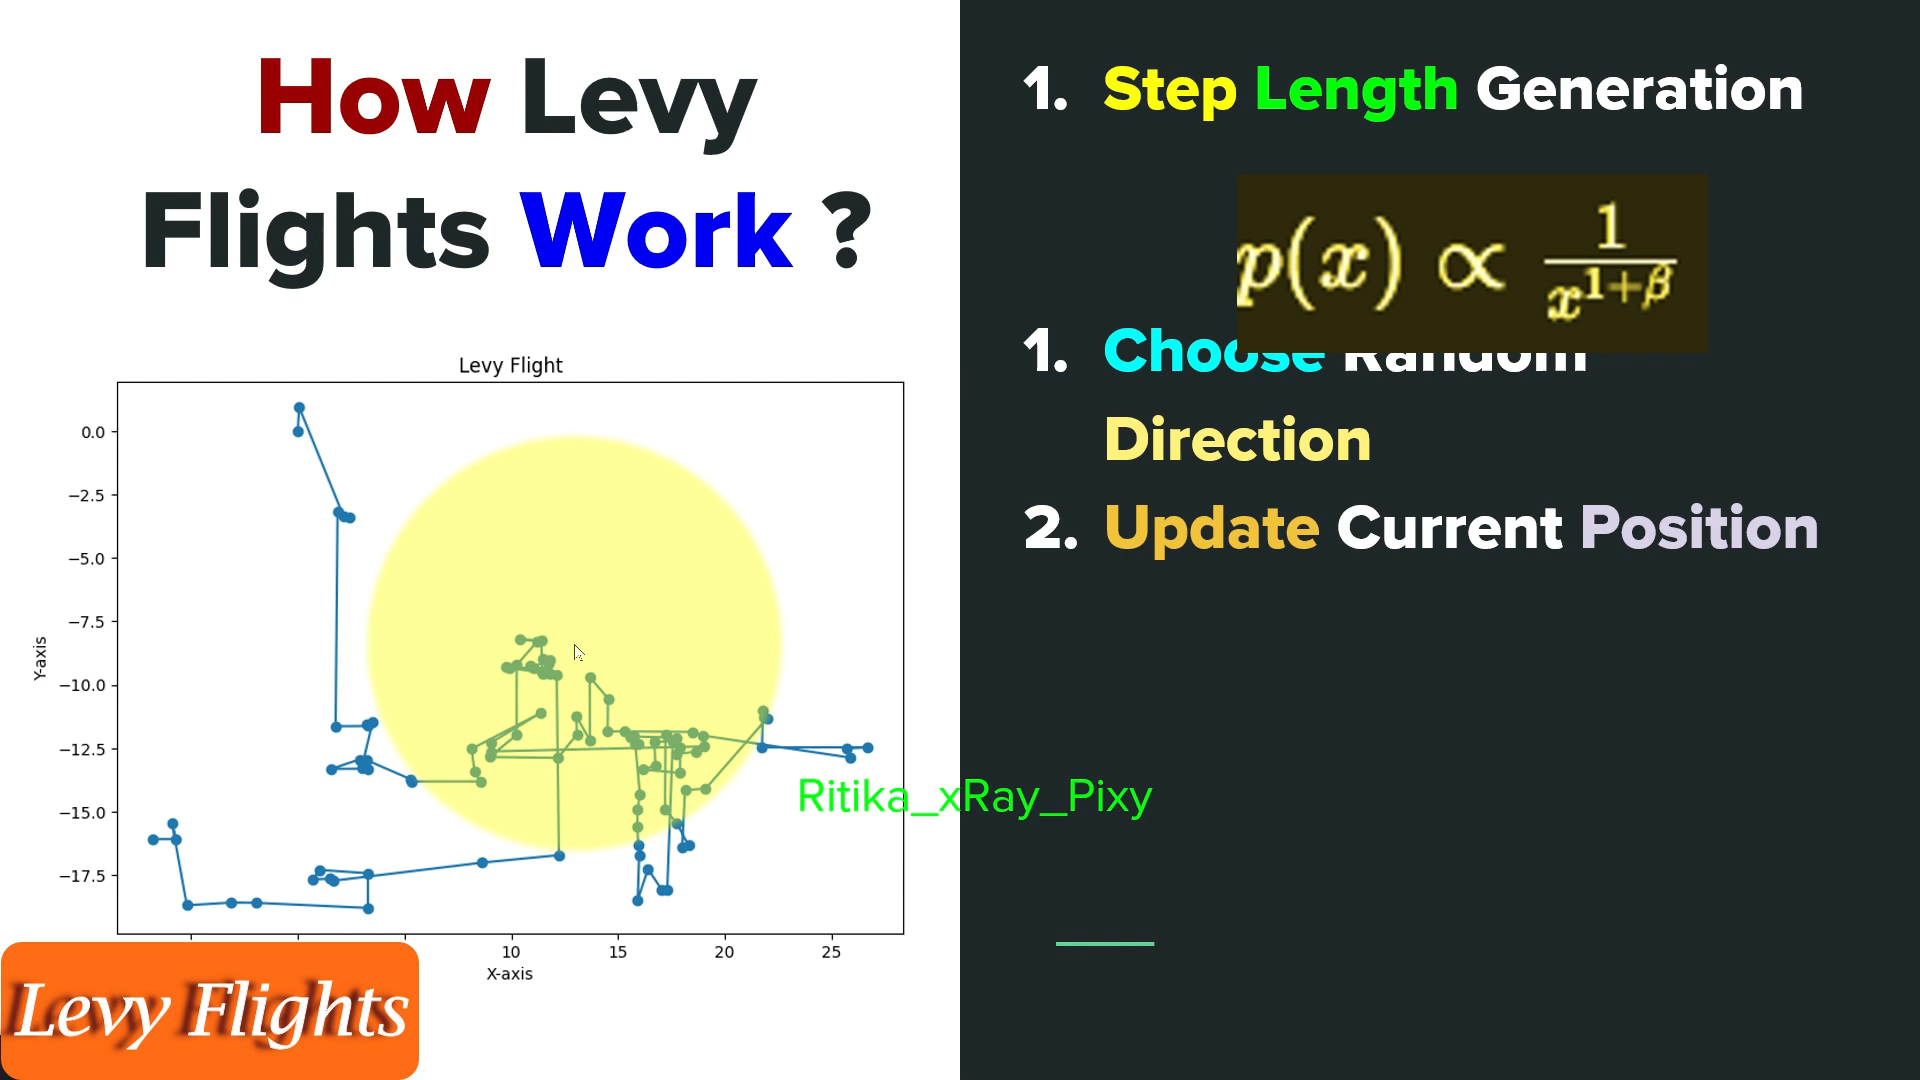 How Levy
Flights Work ?
Levy Flight
0.0
−2.5
−5.0
−7.5
−10.0
−12.5
−15.0
−17.5
Y-axis
10 15 20 25
X-axis
Levy Flights
1. Step Length Generation
p(x) ∝ 1/x^{1+β}
1. Choose Random
Direction
2. Update Current Position
Ritika_xRay_Pixy